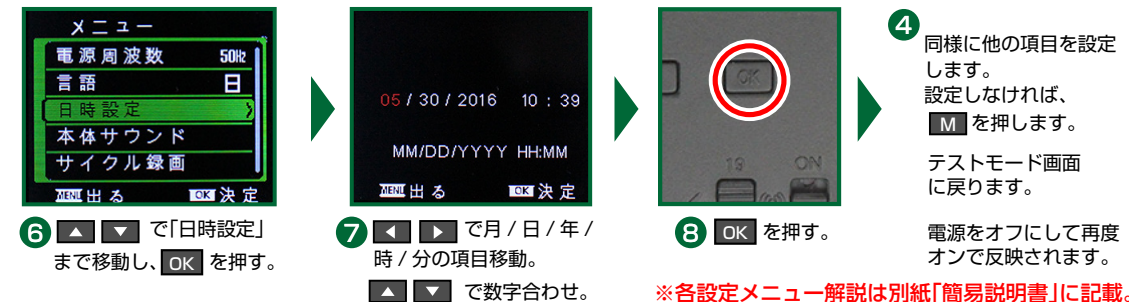 メニュー
電源周波数 50Hz
言語 日
日時設定
本体サウンド
サイクル録画
MENU 出る OK 決定
⑥ ▲ ▼ で「日時設定」
まで移動し、OK を押す。
05 / 30 / 2016 10 : 39
MM/DD/YYYY HH:MM
MENU 出る OK 決定
⑦ ◀ ▶ で月 / 日 / 年 /
時 / 分の項目移動。
▲ ▼ で数字合わせ。
OK
19 ON
⑧ OK を押す。
④
同様に他の項目を設定
します。
設定しなければ、
M を押します。
テストモード画面
に戻ります。
電源をオフにして再度
オンで反映されます。
※各設定メニュー解説は別紙「簡易説明書」に記載。